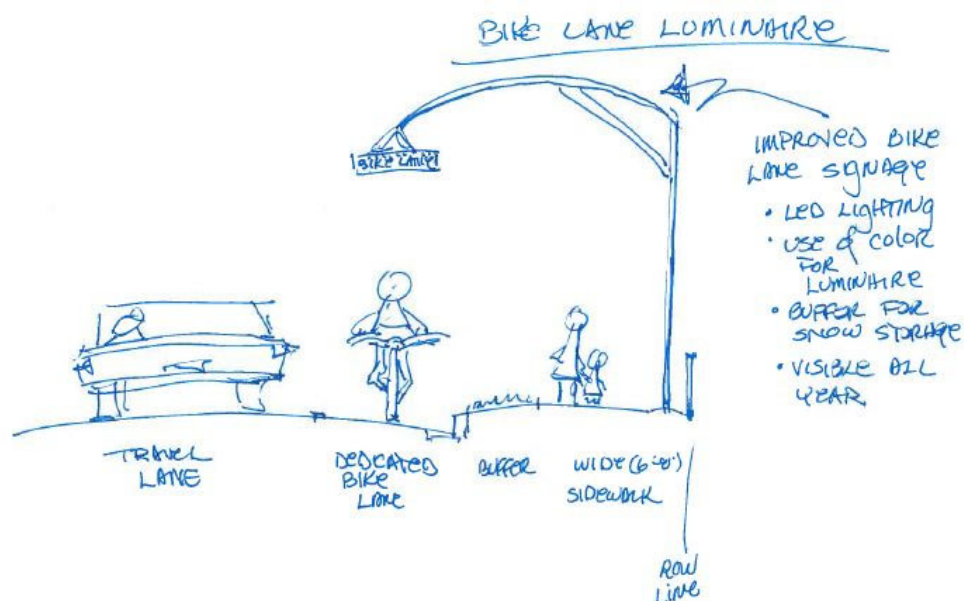 BIKE LANE LUMINAIRE
BIKE LANE
IMPROVED BIKE
LANE SIGNAGE
• LED LIGHTING
• USE OF COLOR
FOR
LUMINAIRE
• BUFFER FOR
SNOW STORAGE
• VISIBLE ALL
YEAR
TRAVEL
LANE
DEDICATED
BIKE
LANE
BUFFER
WIDE (6'-8')
SIDEWALK
ROW
LINE